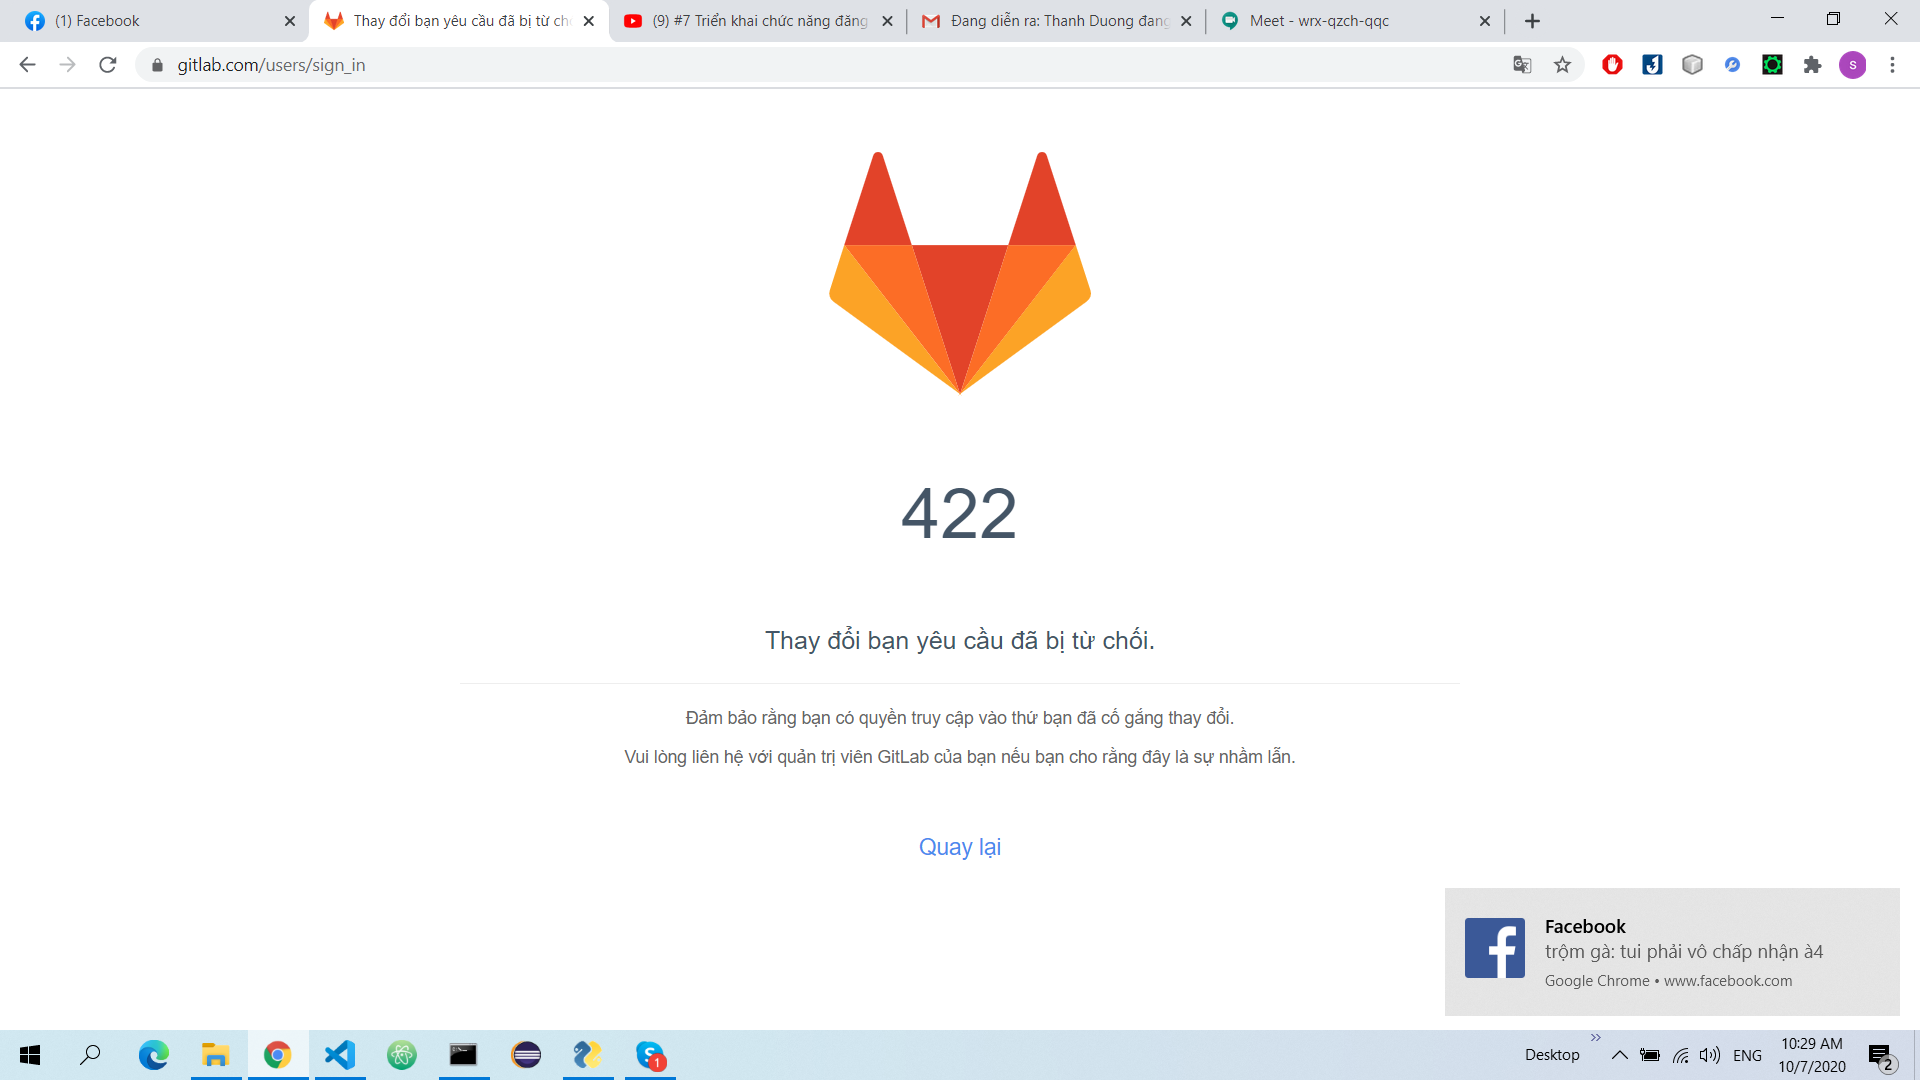 (1) Facebook
Thay đổi bạn yêu cầu đã bị từ ch
(9) #7 Triển khai chức năng đăng
Đang diễn ra: Thanh Duong đang
Meet - wrx-qzch-qqc
gitlab.com/users/sign_in
s
422
Thay đổi bạn yêu cầu đã bị từ chối.
Đảm bảo rằng bạn có quyền truy cập vào thứ bạn đã cố gắng thay đổi.
Vui lòng liên hệ với quản trị viên GitLab của bạn nếu bạn cho rằng đây là sự nhầm lẫn.
Quay lại
Facebook
trộm gà: tui phải vô chấp nhận à4
Google Chrome • www.facebook.com
1
Desktop
ENG
10:29 AM
10/7/2020
2